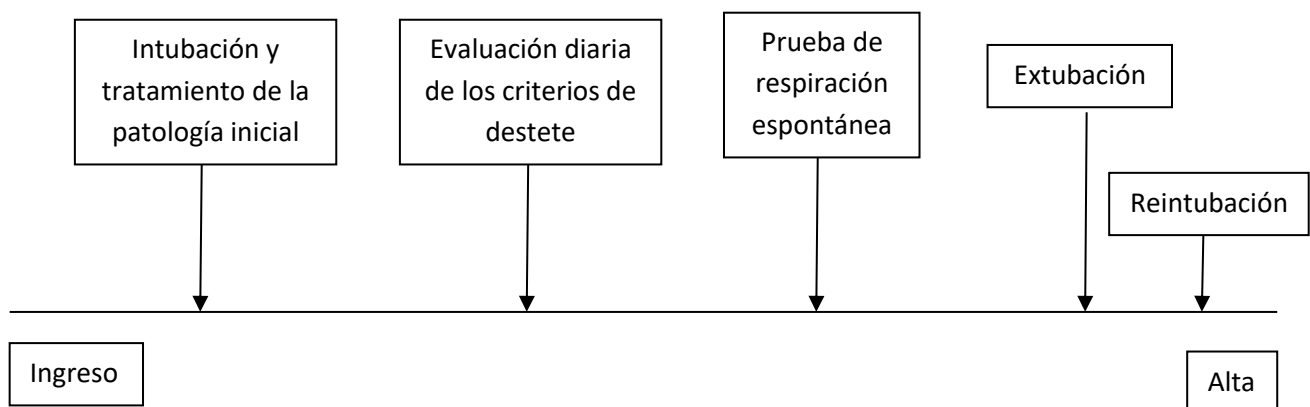 Intubación y
tratamiento de la
patología inicial
Evaluación diaria
de los criterios de
destete
Prueba de
respiración
espontánea
Extubación
Reintubación
Ingreso
Alta